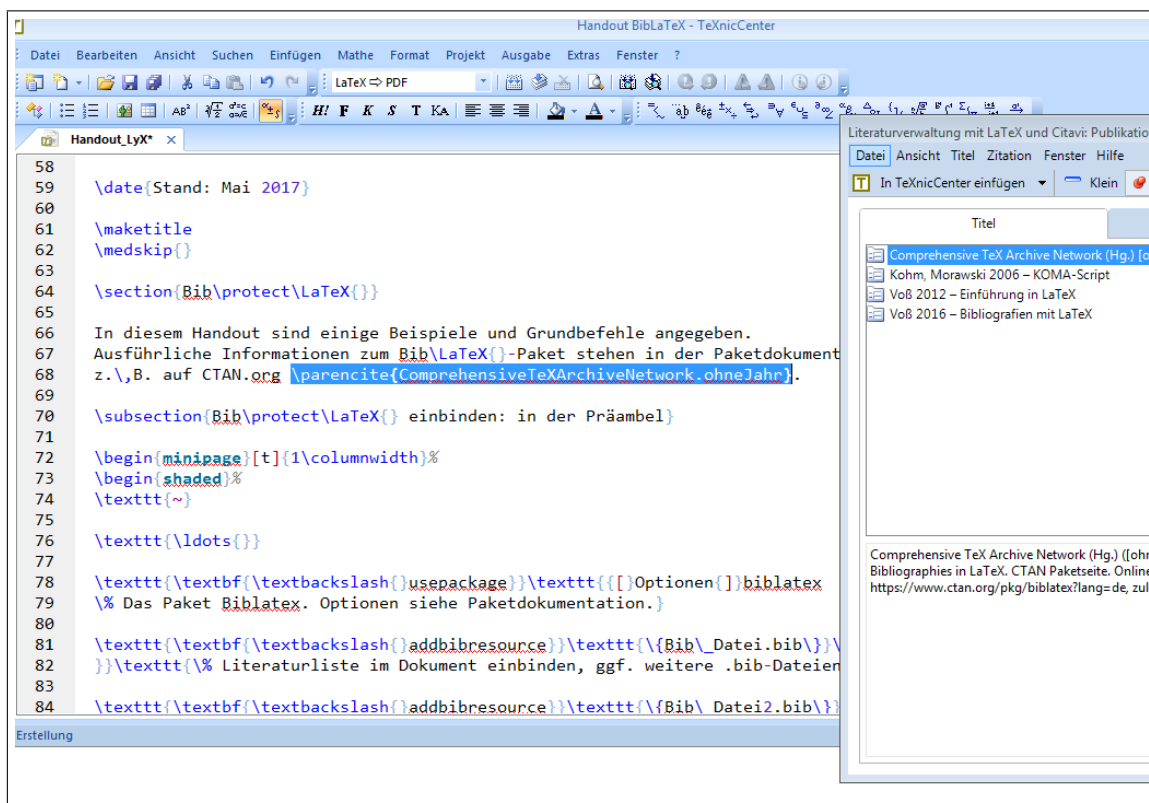 Handout BibLaTeX - TeXnicCenter
Datei Bearbeiten Ansicht Suchen Einfügen Mathe Format Projekt Ausgabe Extras Fenster ?
LaTeX ⇨ PDF
H! F K S T KA
Handout_LyX* ×
58
59 \date{Stand: Mai 2017}
60
61 \maketitle
62 \medskip{}
63
64 \section{Bib\protect\LaTeX{}}
65
66 In diesem Handout sind einige Beispiele und Grundbefehle angegeben.
67 Ausführliche Informationen zum Bib\LaTeX{}-Paket stehen in der Paketdokument
68 z.\,B. auf CTAN.org \parencite{ComprehensiveTeXArchiveNetwork.ohneJahr}.
69
70 \subsection{Bib\protect\LaTeX{} einbinden: in der Präambel}
71
72 \begin{minipage}[t]{1\columnwidth}%
73 \begin{shaded}%
74 \texttt{~}
75
76 \texttt{\ldots{}}
77
78 \texttt{\textbf{\textbackslash{}usepackage}}\texttt{{[}Optionen{]}biblatex
79 \% Das Paket Biblatex. Optionen siehe Paketdokumentation.}
80
81 \texttt{\textbf{\textbackslash{}addbibresource}}\texttt{\{Bib\_Datei.bib\}}\
82 }}\texttt{\% Literaturliste im Dokument einbinden, ggf. weitere .bib-Dateien
83
84 \texttt{\textbf{\textbackslash{}addbibresource}}\texttt{\{Bib\_Datei2.bib\}}
Erstellung
Literaturverwaltung mit LaTeX und Citavi: Publikatio
Datei Ansicht Titel Zitation Fenster Hilfe
In TeXnicCenter einfügen Klein
Titel
Comprehensive TeX Archive Network (Hg.) [o
Kohm, Morawski 2006 – KOMA-Script
Voß 2012 – Einführung in LaTeX
Voß 2016 – Bibliografien mit LaTeX
Comprehensive TeX Archive Network (Hg.) ([ohn
Bibliographies in LaTeX. CTAN Paketseite. Online
https://www.ctan.org/pkg/biblatex?lang=de, zul